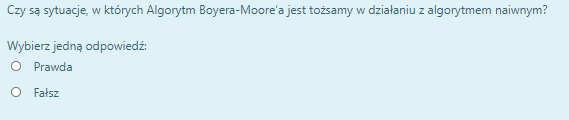 Czy są sytuacje, w których Algorytm Boyera-Moore'a jest tożsamy w działaniu z algorytmem naiwnym?
Wybierz jedną odpowiedź:
Prawda
Fałsz